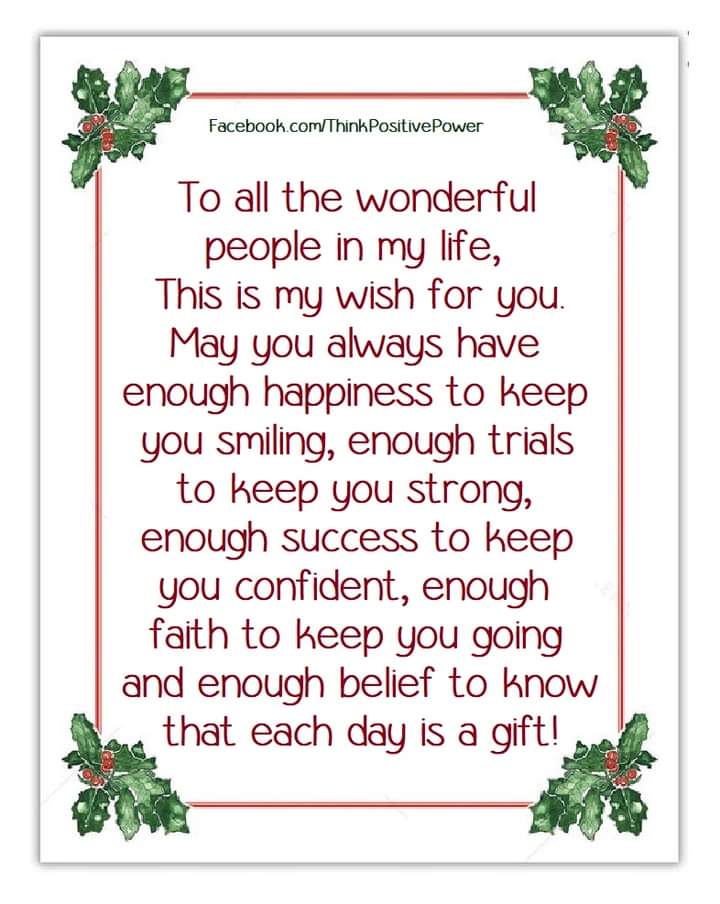 Facebook.com/ThinkPositivePower
To all the wonderful
people in my life,
This is my wish for you.
May you always have
enough happiness to keep
you smiling, enough trials
to keep you strong,
enough success to keep
you confident, enough
faith to keep you going
and enough belief to know
that each day is a gift!